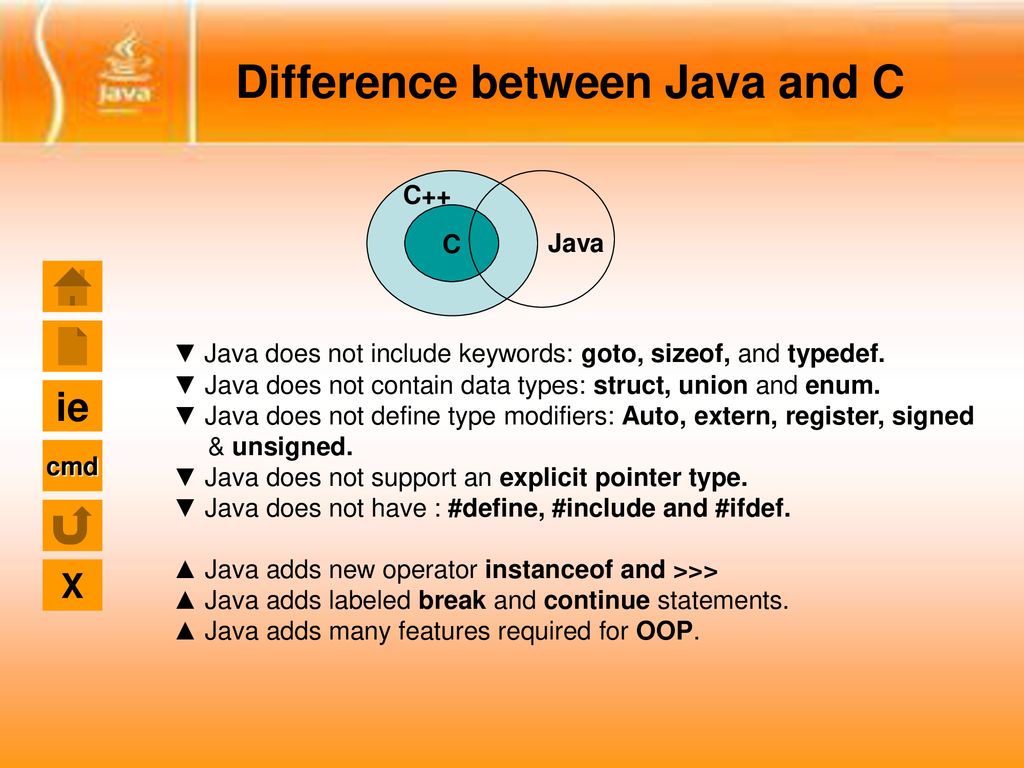 Java
Difference between Java and C
C++
C
Java
ie
cmd
X
▼ Java does not include keywords: goto, sizeof, and typedef.
▼ Java does not contain data types: struct, union and enum.
▼ Java does not define type modifiers: Auto, extern, register, signed
& unsigned.
▼ Java does not support an explicit pointer type.
▼ Java does not have : #define, #include and #ifdef.
▲ Java adds new operator instanceof and >>>
▲ Java adds labeled break and continue statements.
▲ Java adds many features required for OOP.